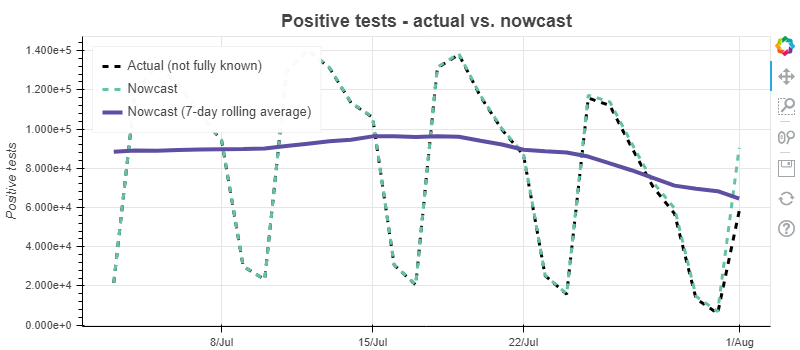 Positive tests - actual vs. nowcast
Actual (not fully known)
Nowcast
Nowcast (7-day rolling average)
Positive tests
1.400e+5
1.200e+5
1.000e+5
8.000e+4
6.000e+4
4.000e+4
2.000e+4
0.000e+0
8/Jul
15/Jul
22/Jul
1/Aug